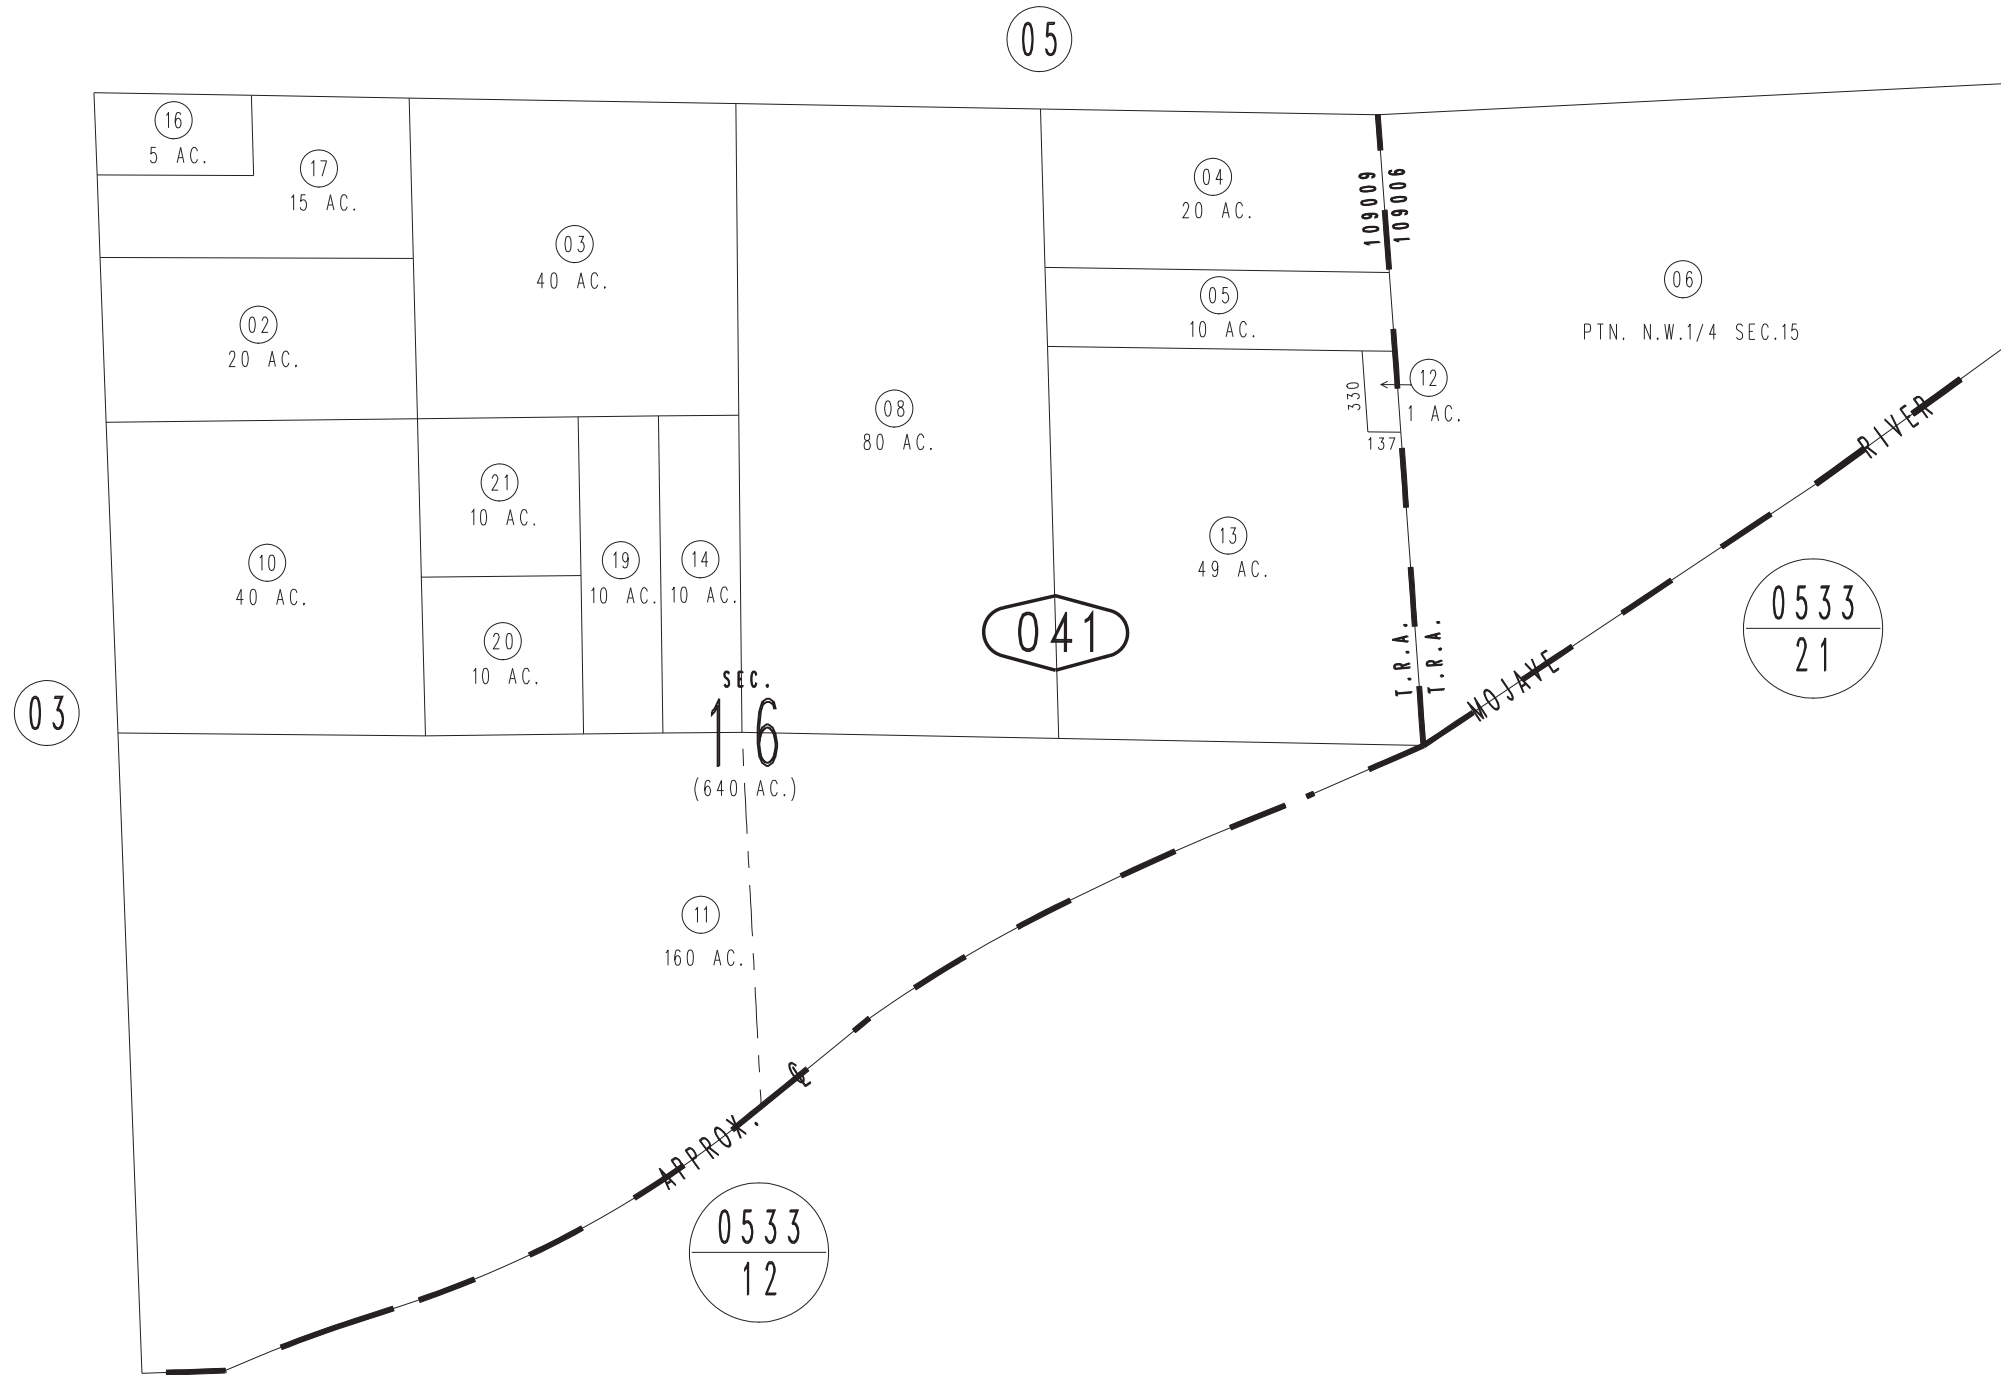 05
16
5 AC.
17
15 AC.
03
40 AC.
04
20 AC.
109009
109006
06
PTN. N.W.1/4 SEC.15
05
10 AC.
02
20 AC.
12
1 AC.
330
137
08
80 AC.
RIVER
21
10 AC.
10
40 AC.
19
10 AC.
14
10 AC.
13
49 AC.
20
10 AC.
041
T.R.A.
T.R.A.
0533
21
MOJAVE
03
SEC.
16
(640 AC.)
11
160 AC.
APPROX. ℄
0533
12